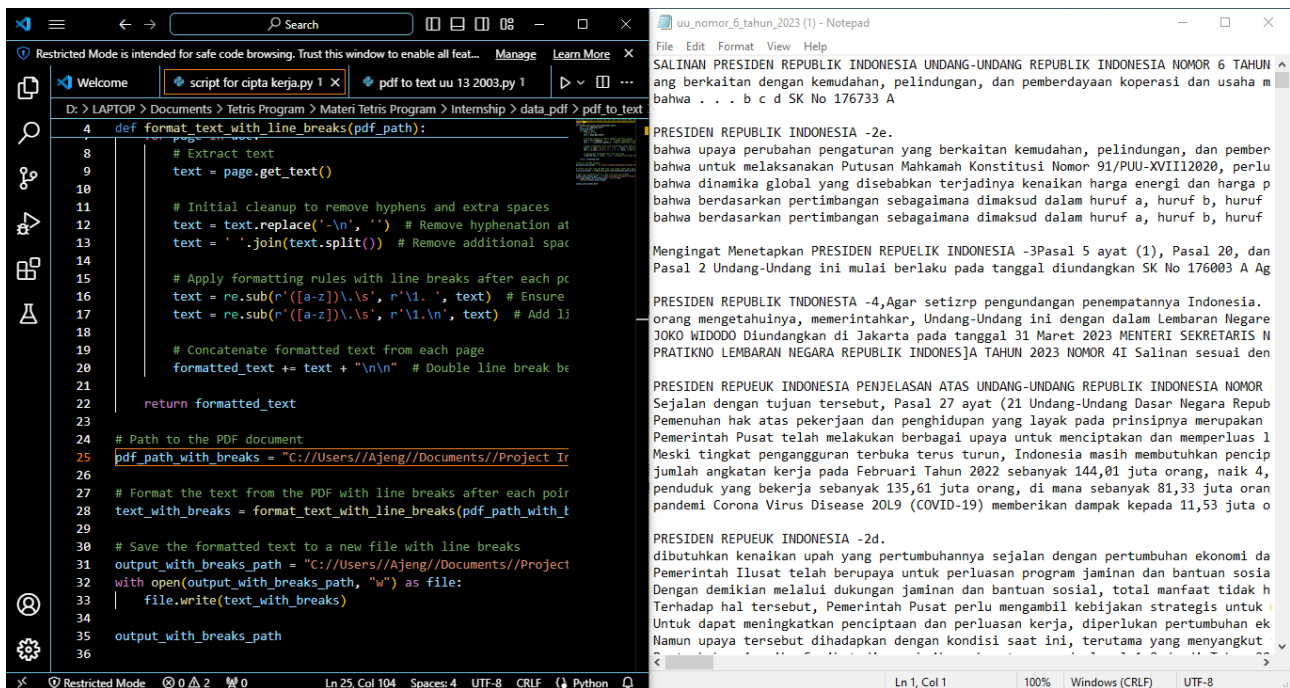 Search
Restricted Mode is intended for safe code browsing. Trust this window to enable all feat... Manage Learn More
Welcome script for cipta kerja.py 1 pdf to text uu 13 2003.py 1
D: > LAPTOP > Documents > Tetris Program > Materi Tetris Program > Internship > data_pdf > pdf_to_text
4 def format_text_with_line_breaks(pdf_path):
8 # Extract text
9 text = page.get_text()
10
11 # Initial cleanup to remove hyphens and extra spaces
12 text = text.replace('-\n', '') # Remove hyphenation at
13 text = ' '.join(text.split()) # Remove additional spac
14
15 # Apply formatting rules with line breaks after each po
16 text = re.sub(r'([a-z])\.\s', r'\1. ', text) # Ensure
17 text = re.sub(r'([a-z])\.\s', r'\1.\n', text) # Add li
18
19 # Concatenate formatted text from each page
20 formatted_text += text + "\n\n" # Double line break be
21
22 return formatted_text
23
24 # Path to the PDF document
25 pdf_path_with_breaks = "C://Users//Ajeng//Documents//Project In
26
27 # Format the text from the PDF with line breaks after each poin
28 text_with_breaks = format_text_with_line_breaks(pdf_path_with_b
29
30 # Save the formatted text to a new file with line breaks
31 output_with_breaks_path = "C://Users//Ajeng//Documents//Project
32 with open(output_with_breaks_path, "w") as file:
33 file.write(text_with_breaks)
34
35 output_with_breaks_path
36
Restricted Mode 0 2 0 Ln 25, Col 104 Spaces: 4 UTF-8 CRLF Python
uu_nomor_6_tahun_2023 (1) - Notepad
File Edit Format View Help
SALINAN PRESIDEN REPUBLIK INDONESIA UNDANG-UNDANG REPUBLIK INDONESIA NOMOR 6 TAHUN
ang berkaitan dengan kemudahan, pelindungan, dan pemberdayaan koperasi dan usaha m
bahwa . . . b c d SK No 176733 A
PRESIDEN REPUBLIK INDONESIA -2e.
bahwa upaya perubahan pengaturan yang berkaitan kemudahan, pelindungan, dan pember
bahwa untuk melaksanakan Putusan Mahkamah Konstitusi Nomor 91/PUU-XVIIl2020, perlu
bahwa dinamika global yang disebabkan terjadinya kenaikan harga energi dan harga p
bahwa berdasarkan pertimbangan sebagaimana dimaksud dalam huruf a, huruf b, huruf
bahwa berdasarkan pertimbangan sebagaimana dimaksud dalam huruf a, huruf b, huruf
Mengingat Menetapkan PRESIDEN REPUELIK INDONESIA -3Pasal 5 ayat (1), Pasal 20, dan
Pasal 2 Undang-Undang ini mulai berlaku pada tanggal diundangkan SK No 176003 A Ag
PRESIDEN REPUBLIK TNDONESTA -4,Agar setizrp pengundangan penempatannya Indonesia.
orang mengetahuinya, memerintahkar, Undang-Undang ini dengan dalam Lembaran Negare
JOKO WIDODO Diundangkan di Jakarta pada tanggal 31 Maret 2023 MENTERI SEKRETARIS N
PRATIKNO LEMBARAN NEGARA REPUBLIK INDONES]A TAHUN 2023 NOMOR 4I Salinan sesuai den
PRESIDEN REPUEUK INDONESIA PENJELASAN ATAS UNDANG-UNDANG REPUBLIK INDONESIA NOMOR
Sejalan dengan tujuan tersebut, Pasal 27 ayat (21 Undang-Undang Dasar Negara Repub
Pemenuhan hak atas pekerjaan dan penghidupan yang layak pada prinsipnya merupakan
Pemerintah Pusat telah melakukan berbagai upaya untuk menciptakan dan memperluas l
Meski tingkat pengangguran terbuka terus turun, Indonesia masih membutuhkan pencip
jumlah angkatan kerja pada Februari Tahun 2022 sebanyak 144,01 juta orang, naik 4,
penduduk yang bekerja sebanyak 135,61 juta orang, di mana sebanyak 81,33 juta oran
pandemi Corona Virus Disease 2OL9 (COVID-19) memberikan dampak kepada 11,53 juta o
PRESIDEN REPUEUK INDONESIA -2d.
dibutuhkan kenaikan upah yang pertumbuhannya sejalan dengan pertumbuhan ekonomi da
Pemerintah Ilusat telah berupaya untuk perluasan program jaminan dan bantuan sosia
Dengan demikian melalui dukungan jaminan dan bantuan sosial, total manfaat tidak h
Terhadap hal tersebut, Pemerintah Pusat perlu mengambil kebijakan strategis untuk
Untuk dapat meningkatkan penciptaan dan perluasan kerja, diperlukan pertumbuhan ek
Namun upaya tersebut dihadapkan dengan kondisi saat ini, terutama yang menyangkut
Ln 1, Col 1 100% Windows (CRLF) UTF-8